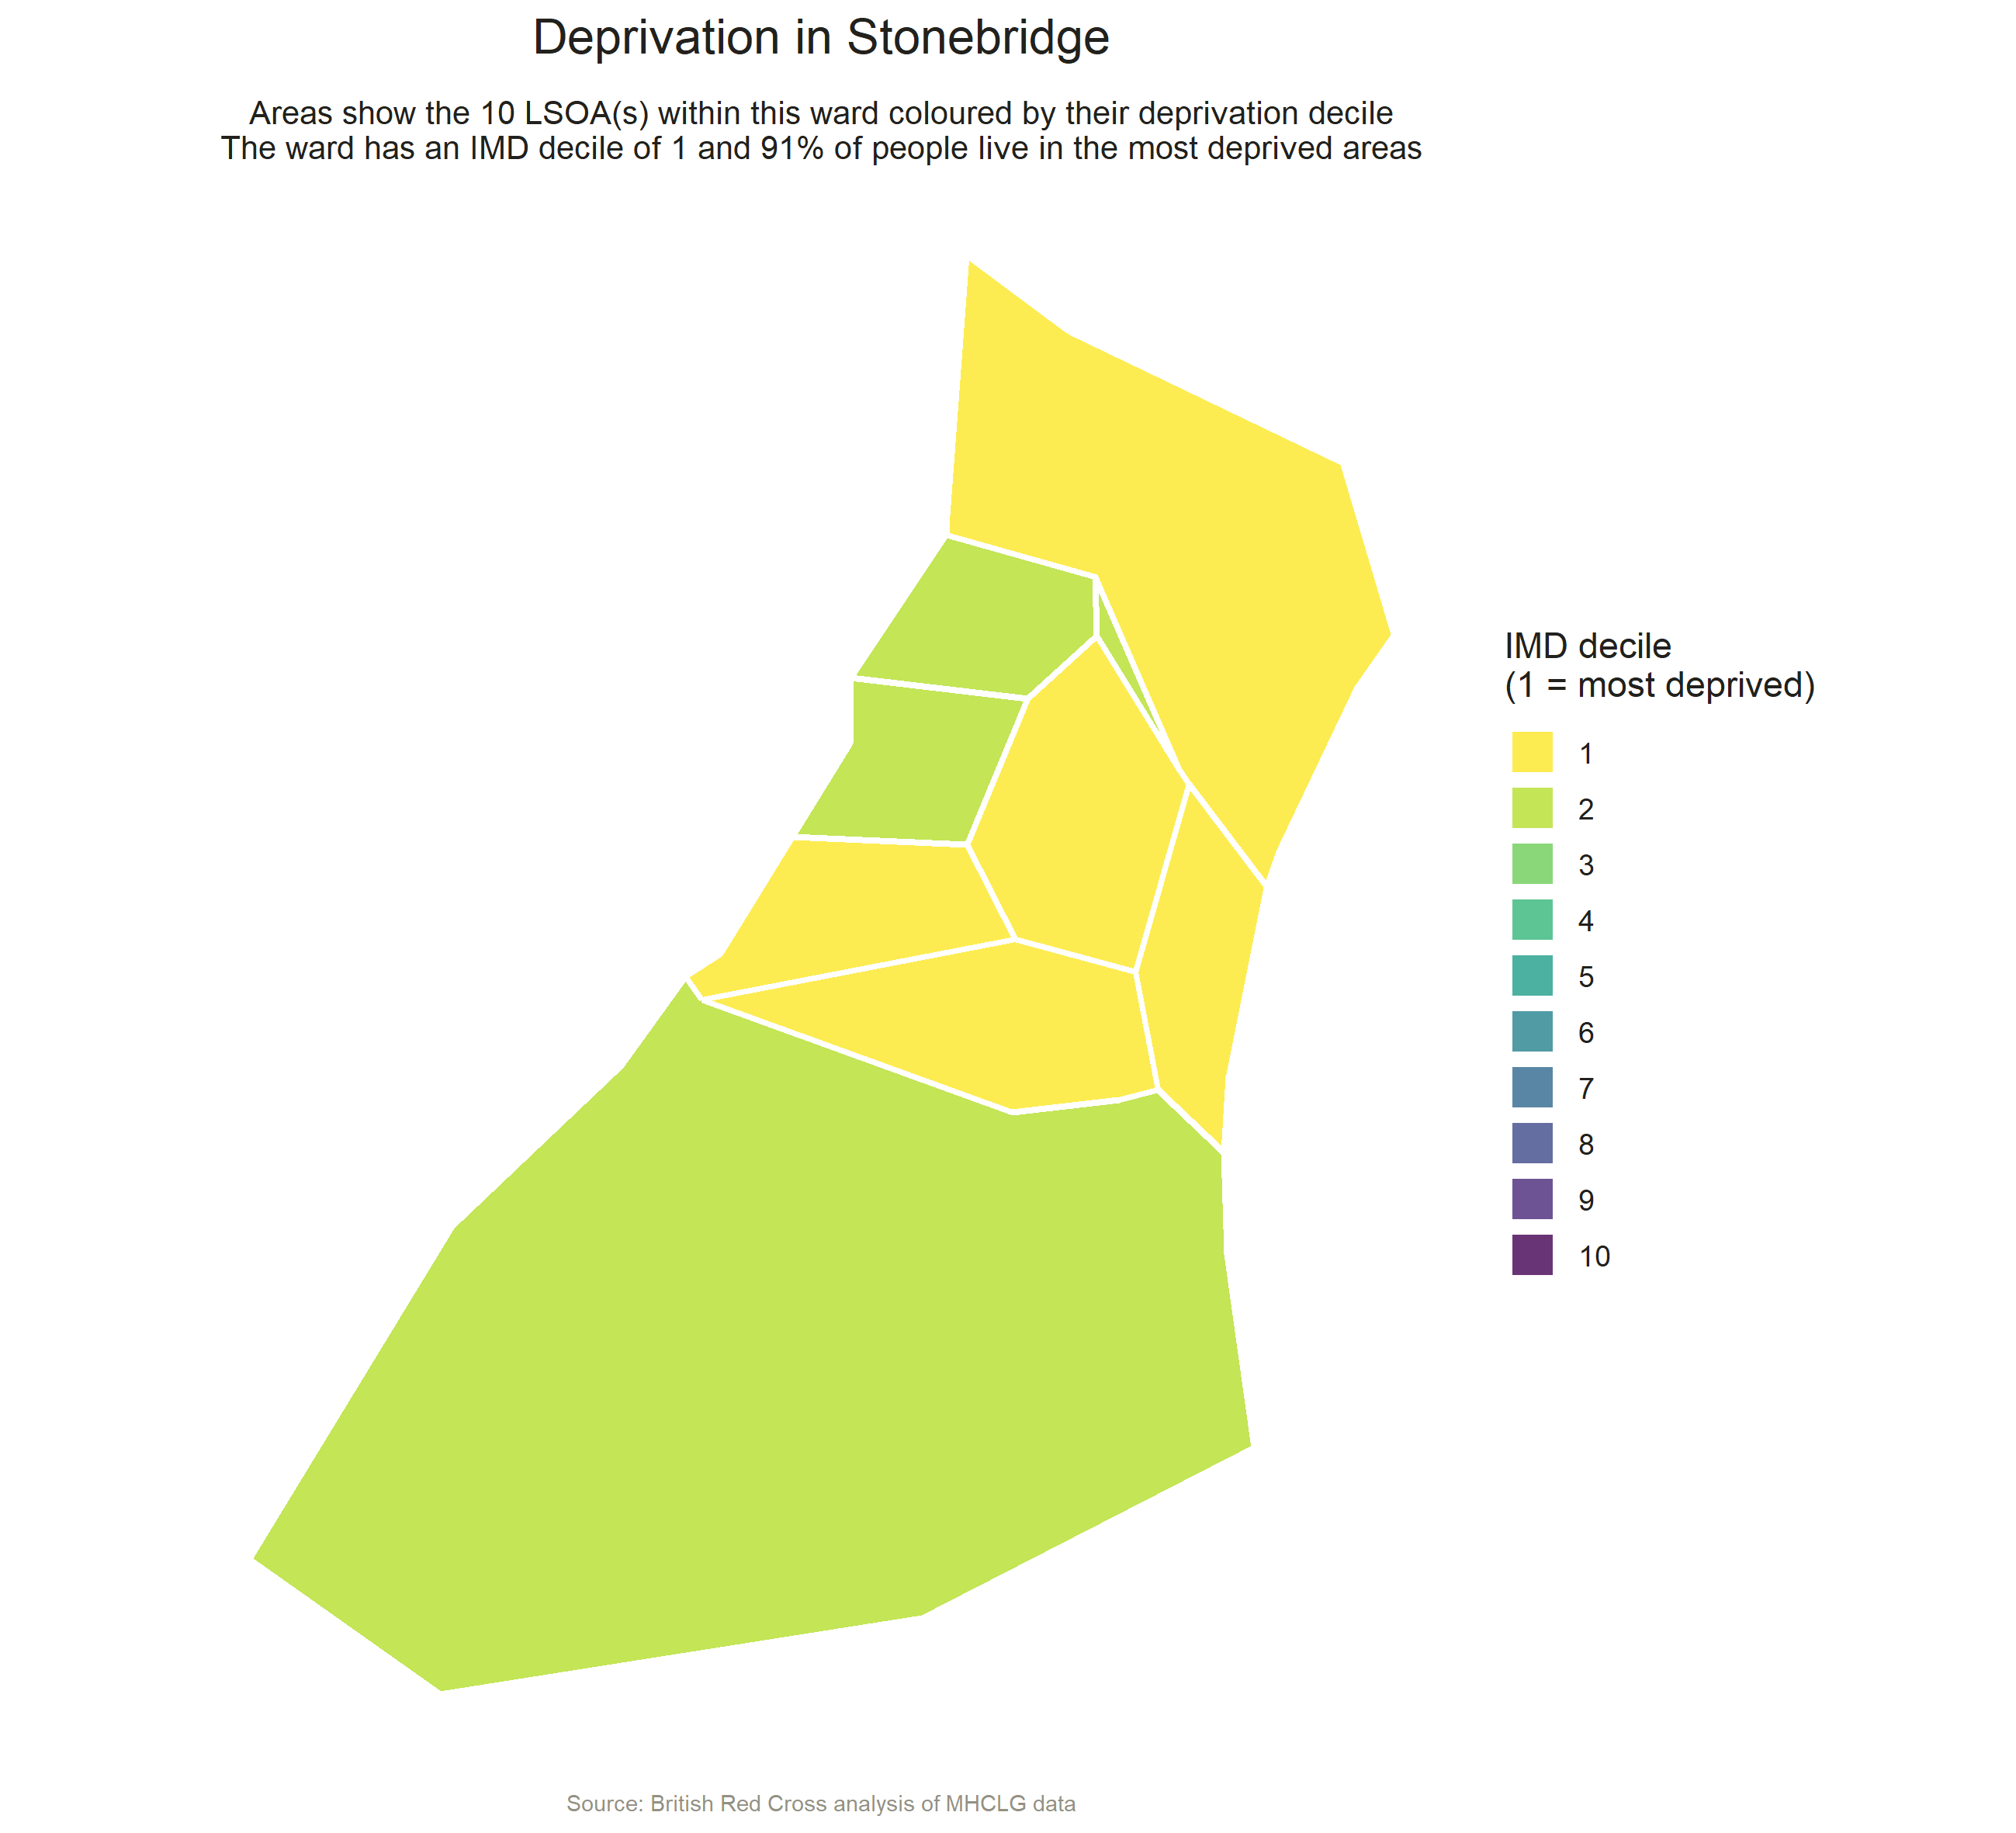 Deprivation in Stonebridge
Areas show the 10 LSOA(s) within this ward coloured by their deprivation decile
The ward has an IMD decile of 1 and 91% of people live in the most deprived areas
IMD decile
(1 = most deprived)
1
2
3
4
5
6
7
8
9
10
Source: British Red Cross analysis of MHCLG data